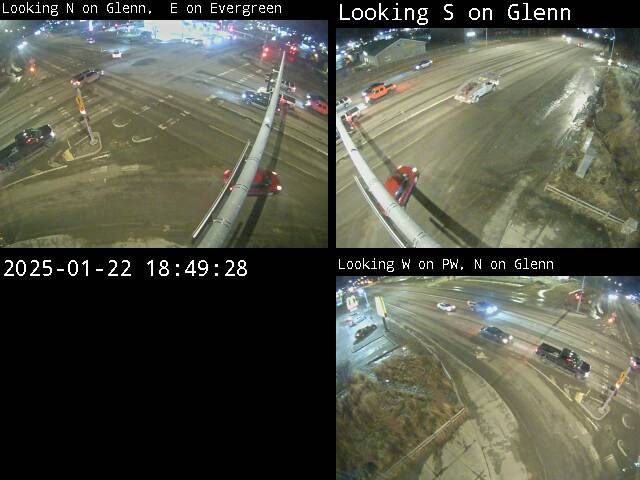 Looking N on Glenn, E on Evergreen
Looking S on Glenn
2025-01-22 18:49:28
Looking W on PW, N on Glenn